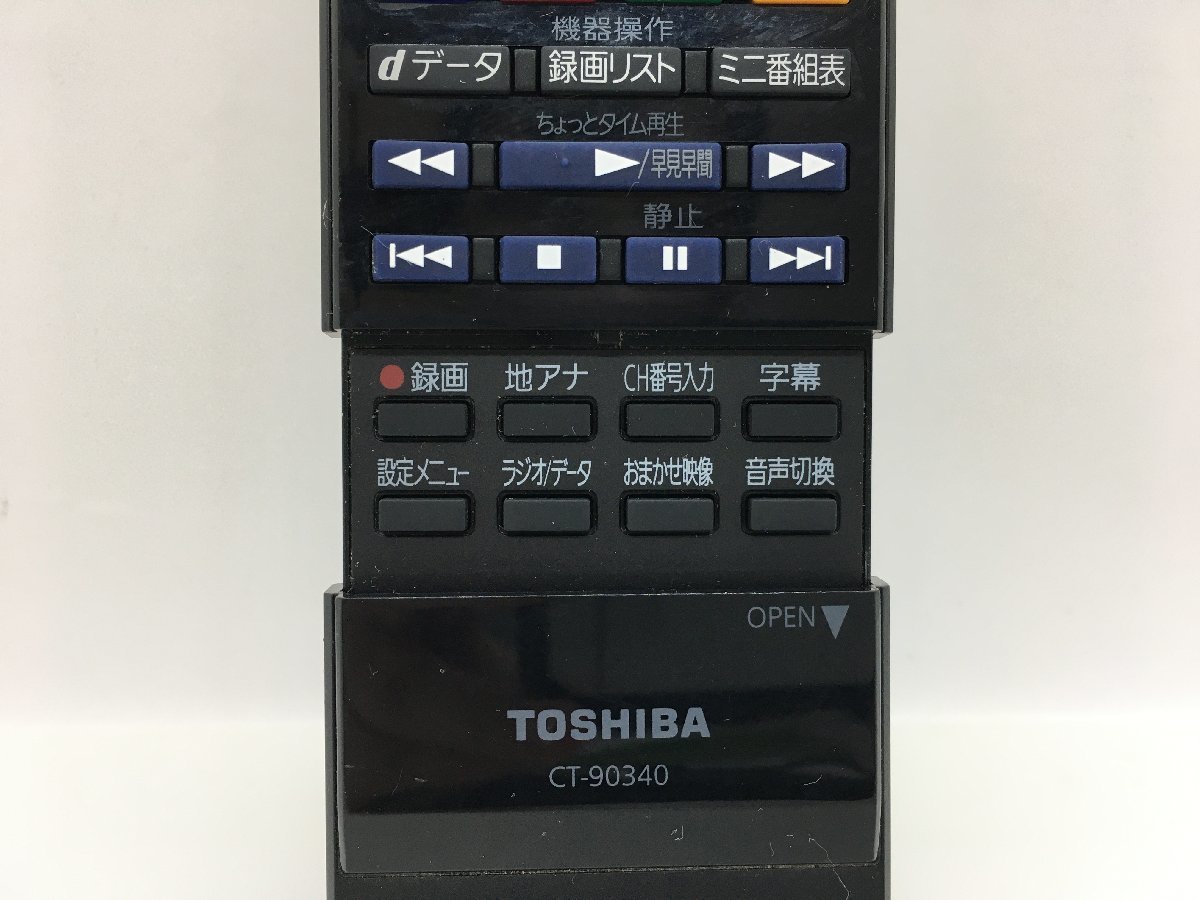 機器操作
dデータ 録画リスト ミニ番組表
ちょっとタイム再生
/早見早聞
静止
録画 地アナ CH番号入力 字幕
設定メニュー ラジオ/データ おまかせ映像 音声切換
OPEN
TOSHIBA
CT-90340